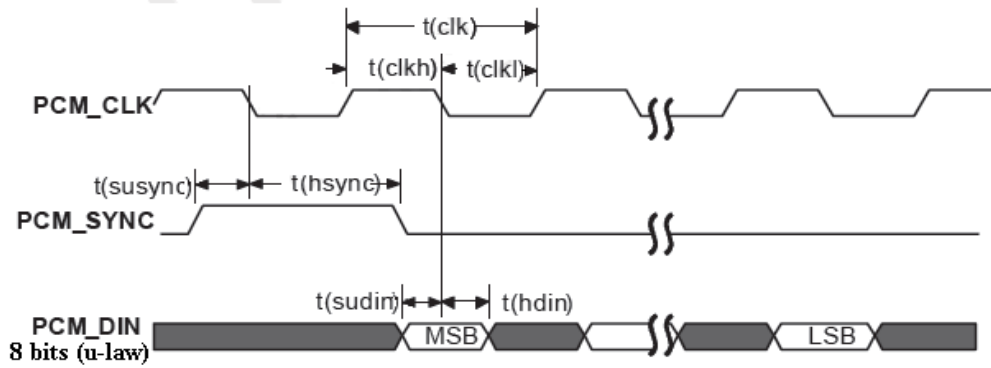 t(clk)
t(clkh)
t(clkl)
PCM_CLK
t(susync)
t(hsync)
PCM_SYNC
t(sudin)
t(hdin)
PCM_DIN
MSB
LSB
8 bits (u-law)